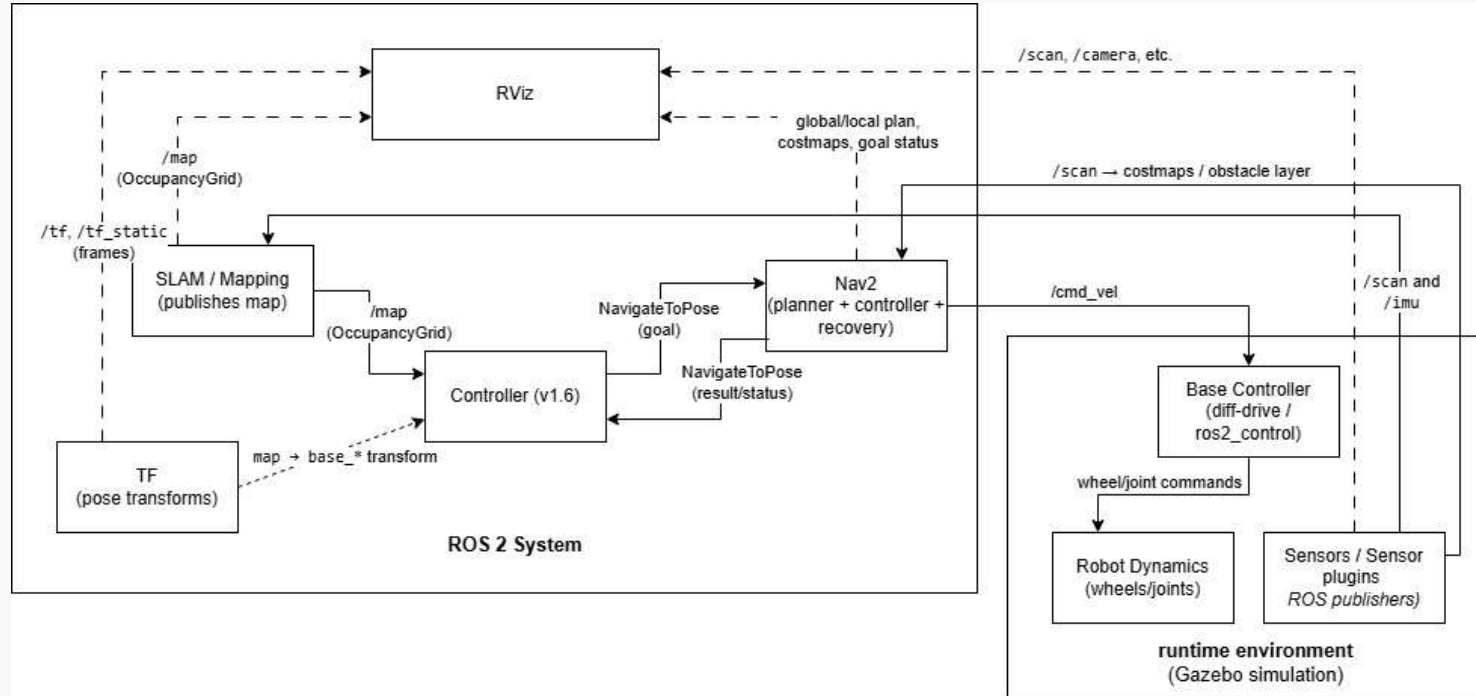 /scan, /camera, etc.
RViz
global/local plan,
costmaps, goal status
/map
(OccupancyGrid)
/scan → costmaps / obstacle layer
/tf, /tf_static
(frames)
SLAM / Mapping
(publishes map)
/map
(OccupancyGrid)
NavigateToPose
(goal)
Nav2
(planner + controller +
recovery)
/cmd_vel
/scan and
/imu
NavigateToPose
(result/status)
Controller (v1.6)
Base Controller
(diff-drive /
ros2_control)
map → base_* transform
TF
(pose transforms)
wheel/joint commands
ROS 2 System
Robot Dynamics
(wheels/joints)
Sensors / Sensor
plugins
ROS publishers)
runtime environment
(Gazebo simulation)